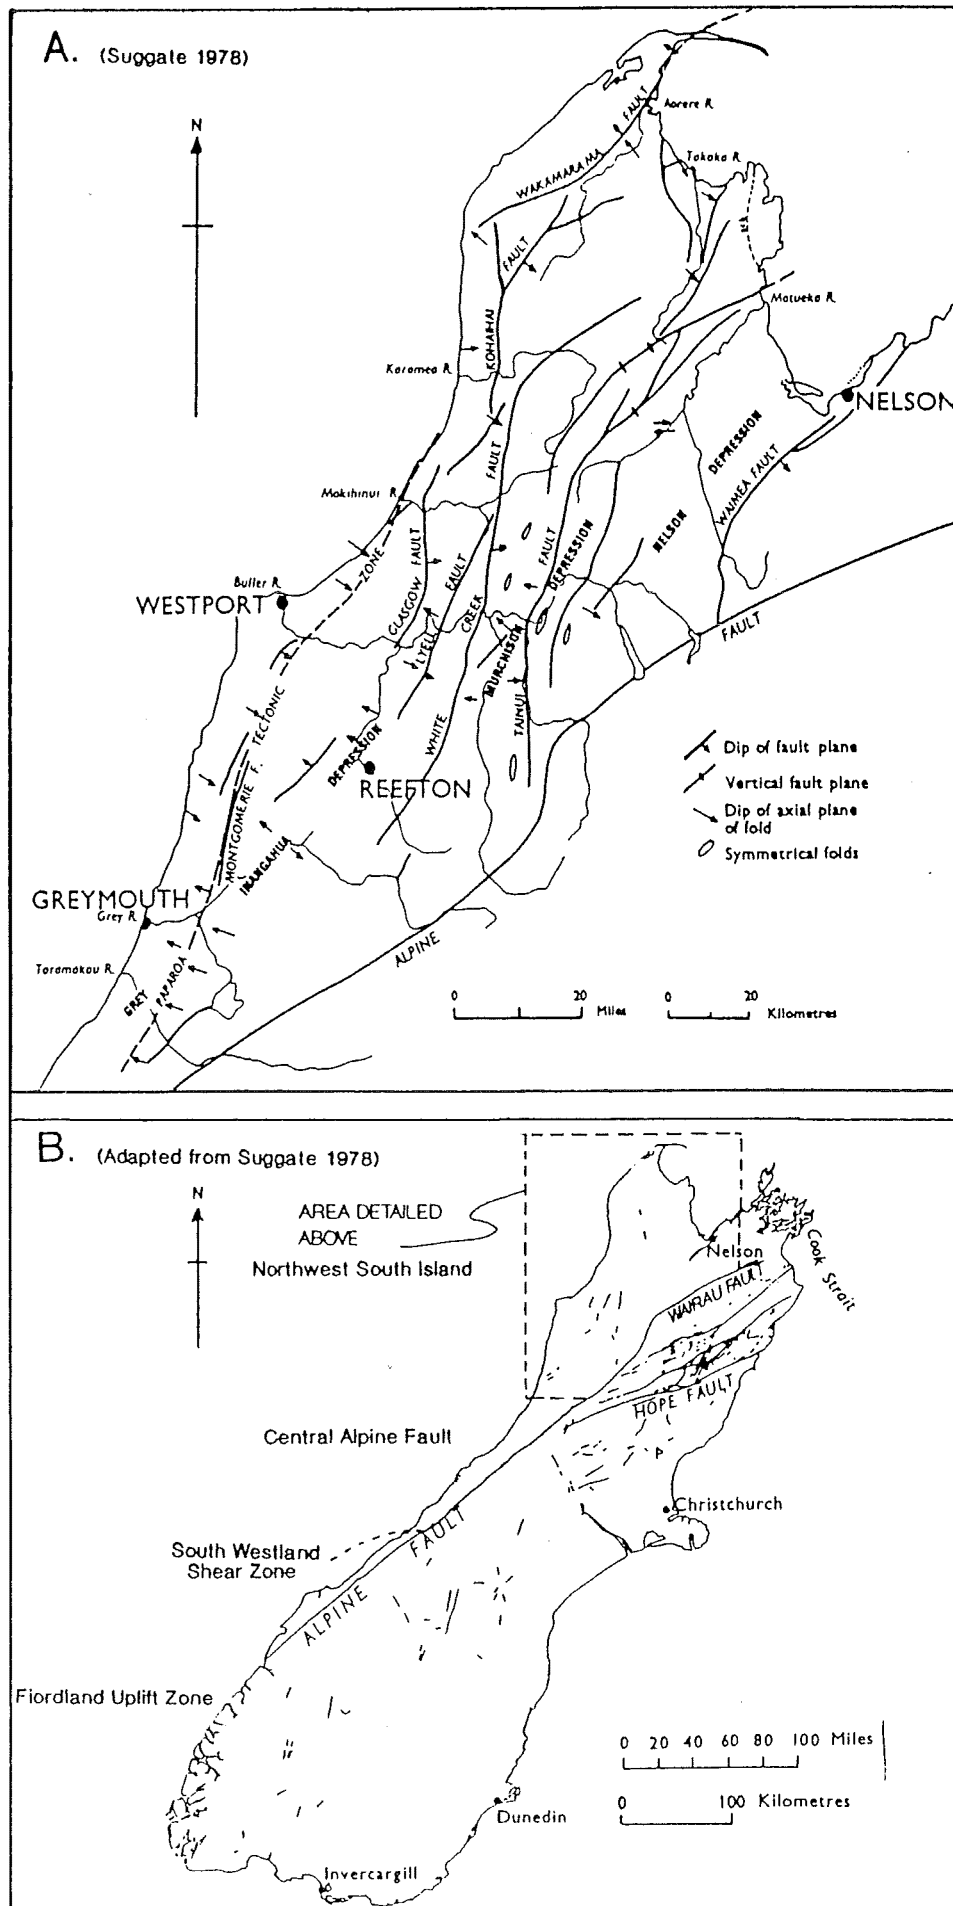 A. (Suggate 1978)
N
Aorere R.
WAKAMARAMA FAULT
Takaka R.
FAULT
Motueka R.
KOHAIHAI
Karamea R.
NELSON
DEPRESSION
WAIMEA FAULT
FAULT
Mokihinui R.
ZONE
GLASGOW FAULT
FAULT
DEPRESSION
NELSON
Buller R.
WESTPORT
LYELL FAULT
CREEK
MURCHISON
FAULT
TECTONIC
WHITE
TAINUI
DEPRESSION
REEFTON
Dip of fault plane
Vertical fault plane
Dip of axial plane
of fold
Symmetrical folds
MONTGOMERIE F.
INANGAHUA
GREYMOUTH
Grey R.
ALPINE
Taramakau R.
GREY
PAPAROA
0 20
Miles
0 20
Kilometres
B. (Adapted from Suggate 1978)
N
AREA DETAILED
ABOVE
Northwest South Island
Nelson
Cook Strait
WAIRAU FAULT
HOPE FAULT
Central Alpine Fault
P
Christchurch
South Westland
Shear Zone
ALPINE FAULT
Fiordland Uplift Zone
0 20 40 60 80 100 Miles
0 100 Kilometres
Dunedin
Invercargill